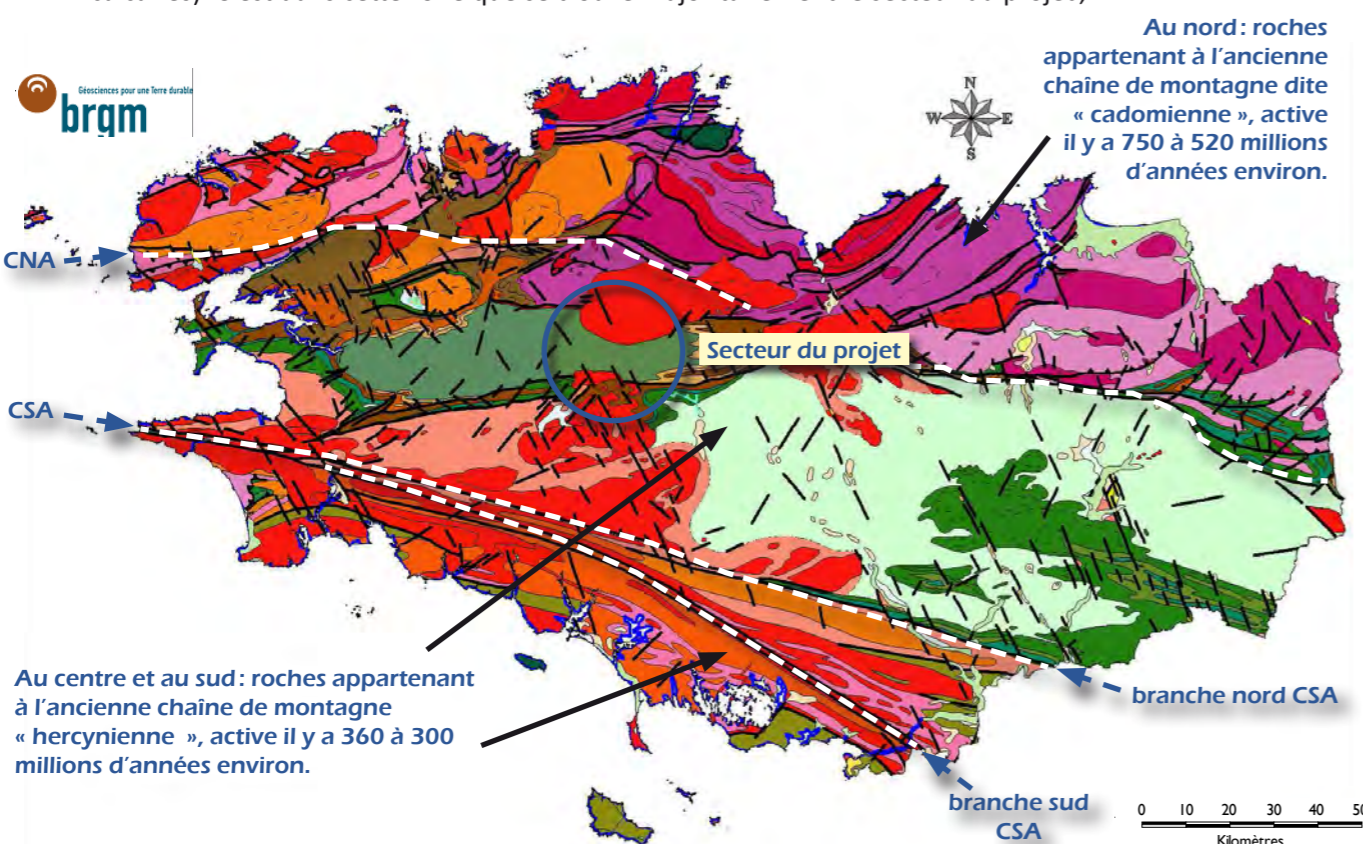 Au nord : roches
appartenant à l'ancienne
chaîne de montagne dite
« cadomienne », active
il y a 750 à 520 millions
d'années environ.
Géosciences pour une Terre durable
brgm
N
W E
S
CNA
Secteur du projet
CSA
Au centre et au sud : roches appartenant
à l'ancienne chaîne de montagne
« hercynienne », active il y a 360 à 300
millions d'années environ.
branche nord CSA
branche sud
CSA
0 10 20 30 40 50
Kilomètres